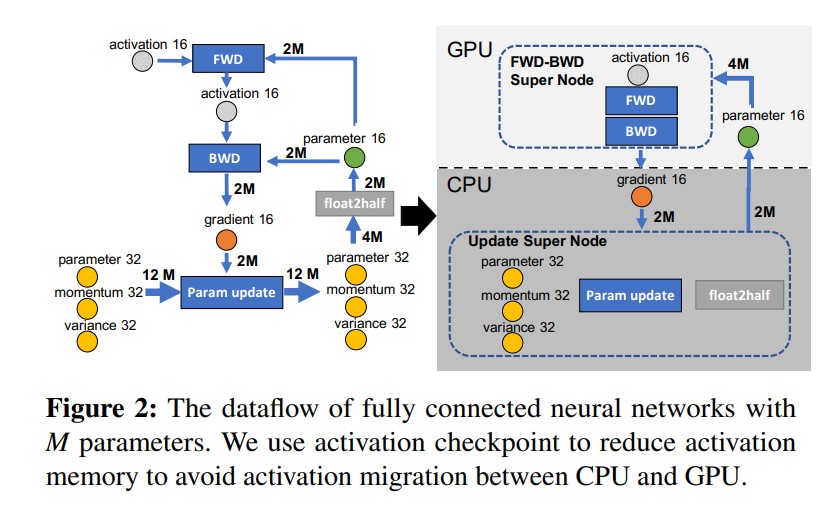 activation 16
FWD
2M
activation 16
BWD
2M
parameter 16
2M
2M
float2half
gradient 16
4M
2M
parameter 32
12 M
momentum 32
Param update
variance 32
12 M
parameter 32
momentum 32
variance 32
GPU
FWD-BWD
Super Node
activation 16
FWD
BWD
4M
parameter 16
CPU
gradient 16
2M
2M
Update Super Node
parameter 32
momentum 32
variance 32
Param update
float2half
Figure 2: The dataflow of fully connected neural networks with
M parameters. We use activation checkpoint to reduce activation
memory to avoid activation migration between CPU and GPU.